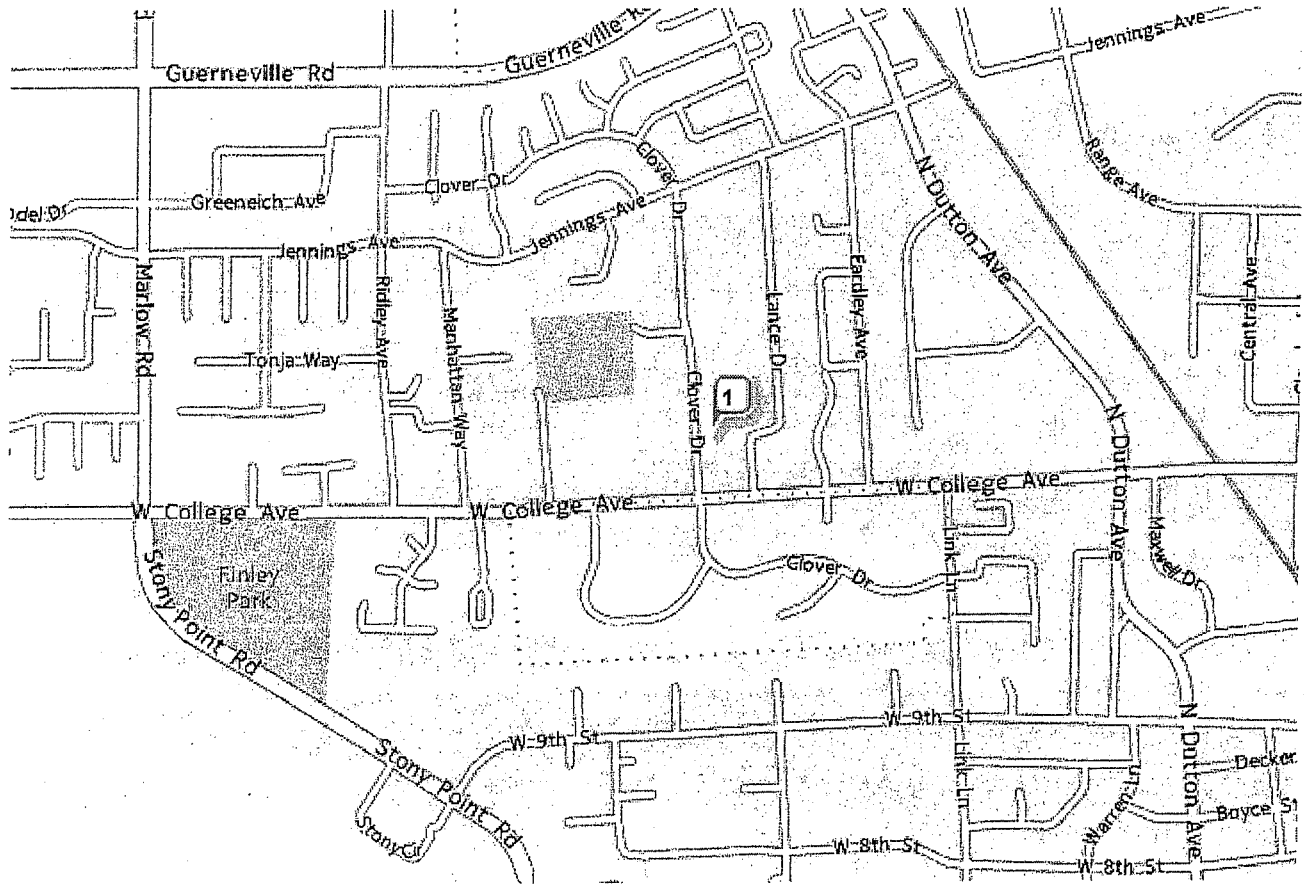 Guerneville Rd
Guerneville Rd
Jennings Ave
Clover
Dr
Range Ave
N Dutton Ave
Clover Dr
Greeneich Ave
Jennings Ave
Jennings Ave
Marlow Rd
Ridley Ave
Manhattan Way
Lance Dr
Eardley Ave
Central Ave
Tonja Way
Clover Dr
1
N Dutton Ave
W College Ave
W College Ave
W College Ave
Finley
Park
Stony Point Rd
Clover Dr
Link Ln
Maxwell Dr
W 9th St
W 9th St
Stony Point Rd
Stony Cir
Link Ln
N Dutton Ave
Decker
Warren Ln
Boyce St
W 8th St
W 8th St